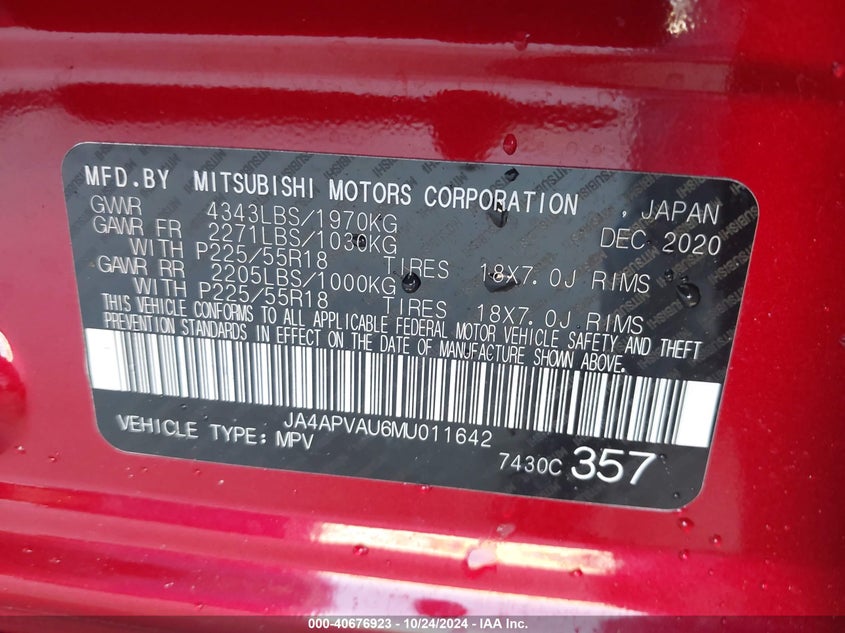 MFD.BY MITSUBISHI MOTORS CORPORATION , JAPAN
GWR 4343LBS/1970KG DEC 2020
GAWR FR 2271LBS/1030KG
WITH P225/55R18 TIRES 18X7.0J RIMS
GAWR RR 2205LBS/1000KG
WITH P225/55R18 TIRES 18X7.0J RIMS
THIS VEHICLE CONFORMS TO ALL APPLICABLE FEDERAL MOTOR VEHICLE SAFETY AND THEFT
PREVENTION STANDARDS IN EFFECT ON THE DATE OF MANUFACTURE SHOWN ABOVE.
JA4APVAU6MU011642
VEHICLE TYPE: MPV
7430C 357
000-40676923 - 10/24/2024 - IAA Inc.